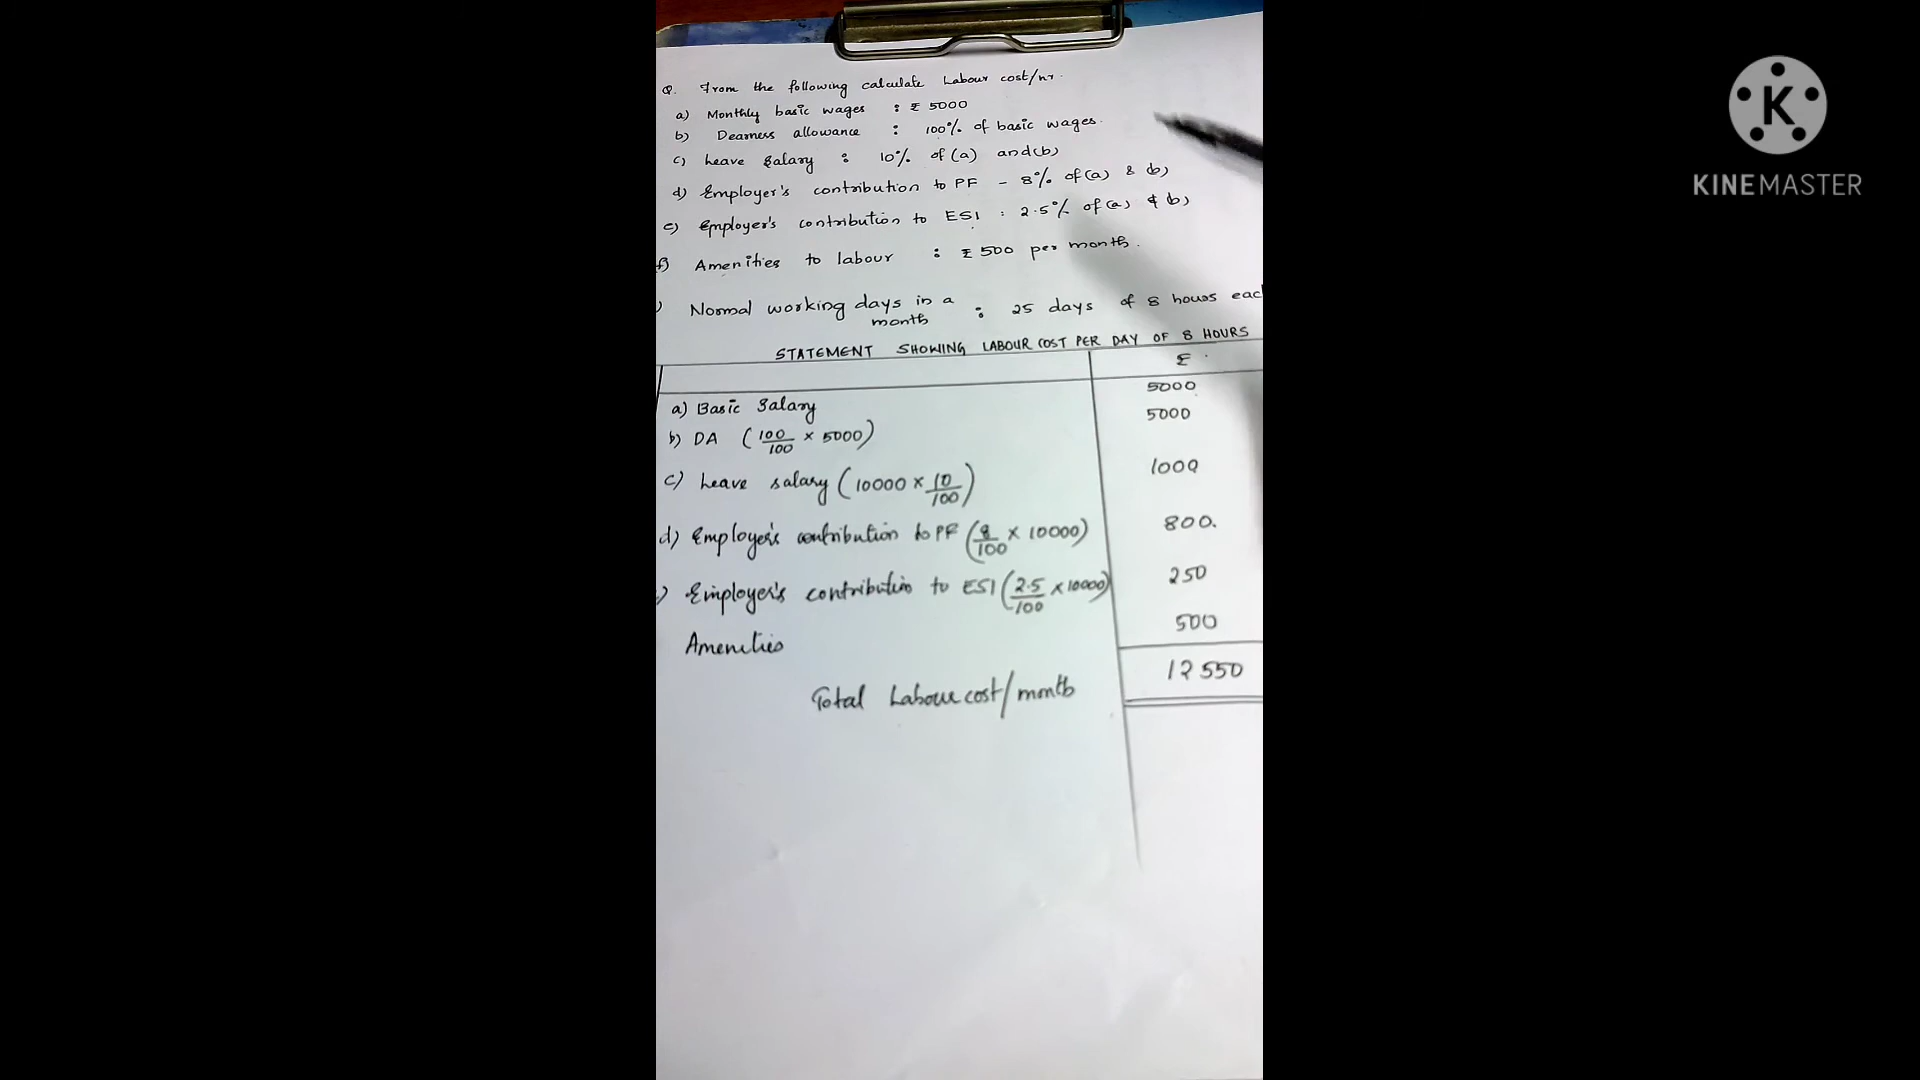 Q. From the following calculate Labour cost/hr.
a) Monthly basic wages : ₹ 5000
b) Dearness allowance : 100% of basic wages.
c) Leave Salary : 10% of (a) and (b)
d) Employer's contribution to PF - 8% of (a) & (b)
e) Employer's contribution to ESI : 2.5% of (a) & (b)
f) Amenities to labour : ₹ 500 per month.
) Normal working days in a month : 25 days of 8 hours eac
STATEMENT SHOWING LABOUR COST PER DAY OF 8 HOURS
₹
a) Basic Salary 5000
b) DA (100/100 × 5000) 5000
c) Leave salary (10000 × 10/100) 1000
d) Employer's contribution to PF (8/100 × 10000) 800.
) Employer's contribution to ESI (2.5/100 × 10000) 250
Amenities 500
Total Labour cost/month 12550
K
KINEMASTER